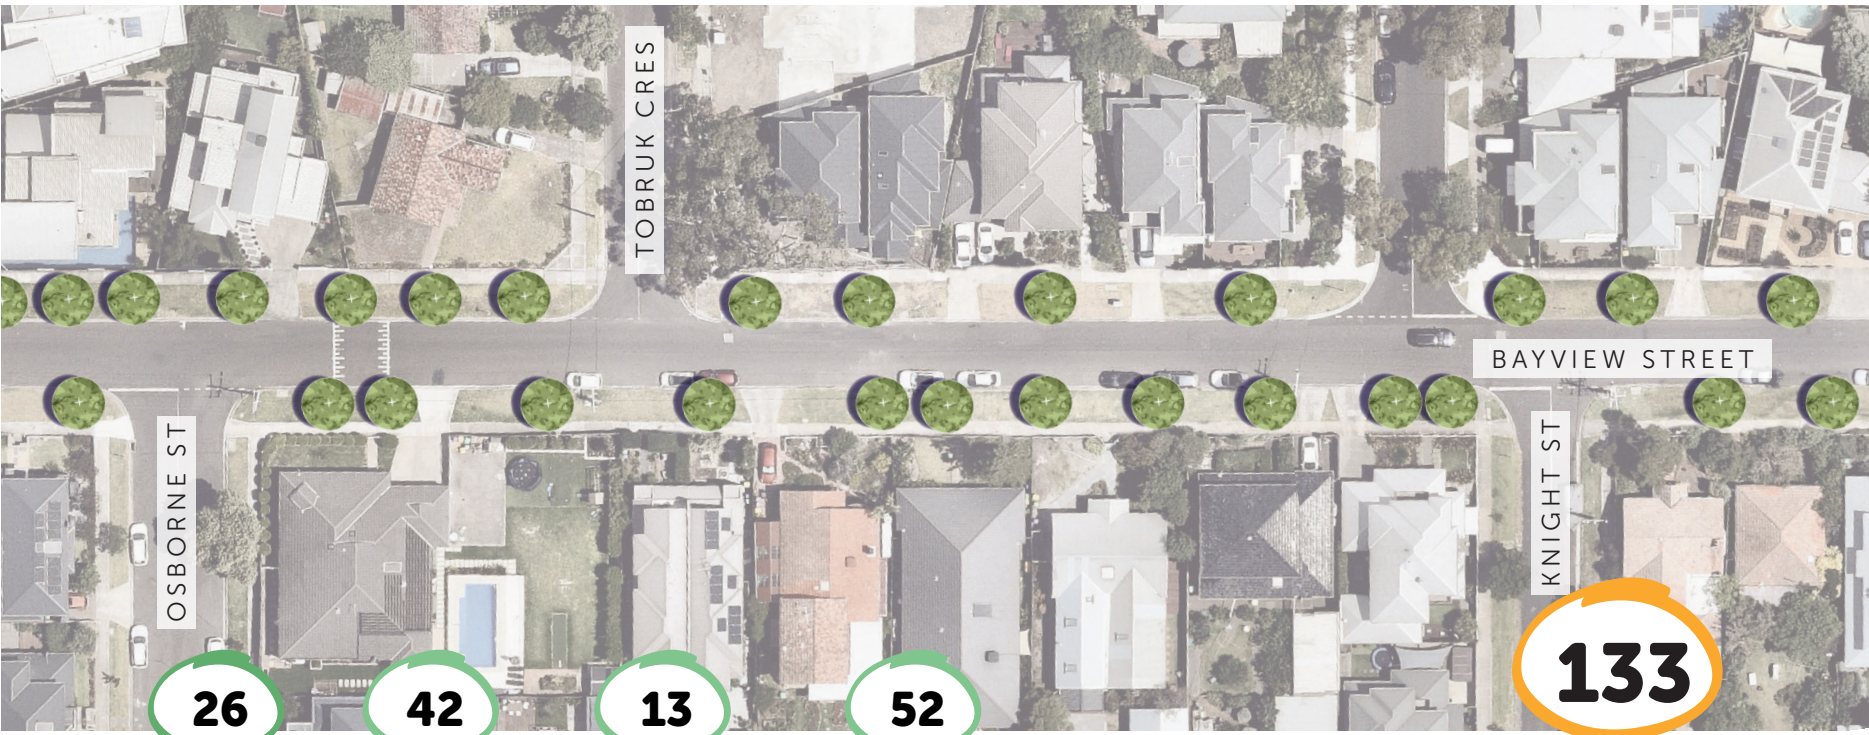 TOBRUK CRES
BAYVIEW STREET
OSBORNE ST
KNIGHT ST
26
42
13
52
133